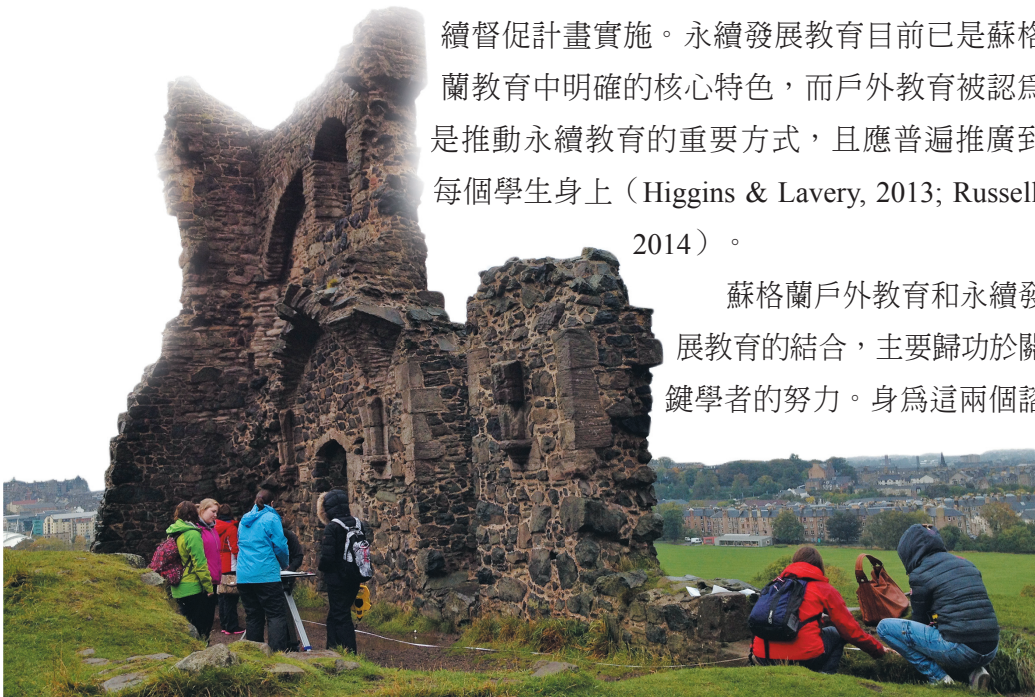 續督促計畫實施。永續發展教育目前已是蘇格
蘭教育中明確的核心特色，而戶外教育被認爲
是推動永續教育的重要方式，且應普遍推廣到
每個學生身上（Higgins & Lavery, 2013; Russell
2014）。
蘇格蘭戶外教育和永續發
展教育的結合，主要歸功於關
鍵學者的努力。身爲這兩個諮